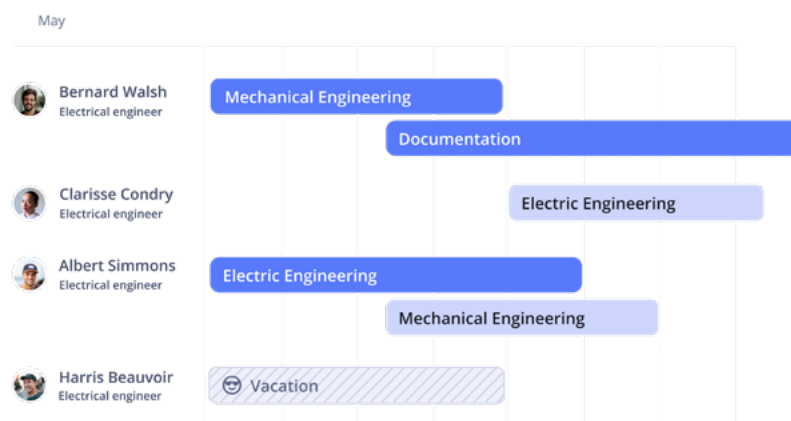 May
Bernard Walsh
Electrical engineer
Mechanical Engineering
Documentation
Clarisse Condry
Electrical engineer
Electric Engineering
Albert Simmons
Electrical engineer
Electric Engineering
Mechanical Engineering
Harris Beauvoir
Electrical engineer
Vacation